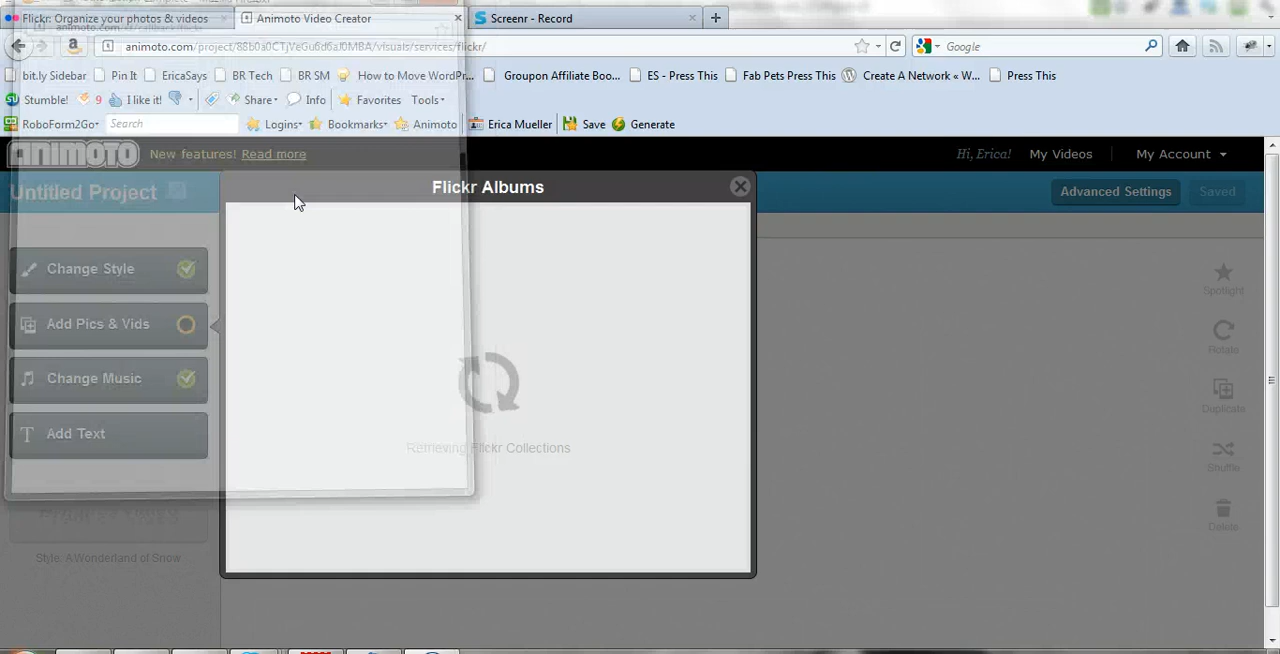 Flickr: Organize your photos & videos
Animoto Video Creator
Screenr - Record
animoto.com/project/88b0a0CTjVeGu6d6aJ0MBA/visuals/services/flickr/
Google
bit.ly Sidebar
Pin It
EricaSays
BR Tech
BR SM
How to Move WordPr...
Groupon Affiliate Boo...
ES - Press This
Fab Pets Press This
Create A Network « W...
Press This
Stumble!
9
I like it!
Share
Info
Favorites
Tools
RoboForm2Go
Search
Logins
Bookmarks
Animoto
Erica Mueller
Save
Generate
ANIMOTO
New features! Read more
Hi, Erica!
My Videos
My Account
Untitled Project
Flickr Albums
Advanced Settings
Saved
Change Style
Add Pics & Vids
Change Music
Add Text
Retrieving Flickr Collections
Style: A Wonderland of Snow
Spotlight
Rotate
Duplicate
Shuffle
Delete